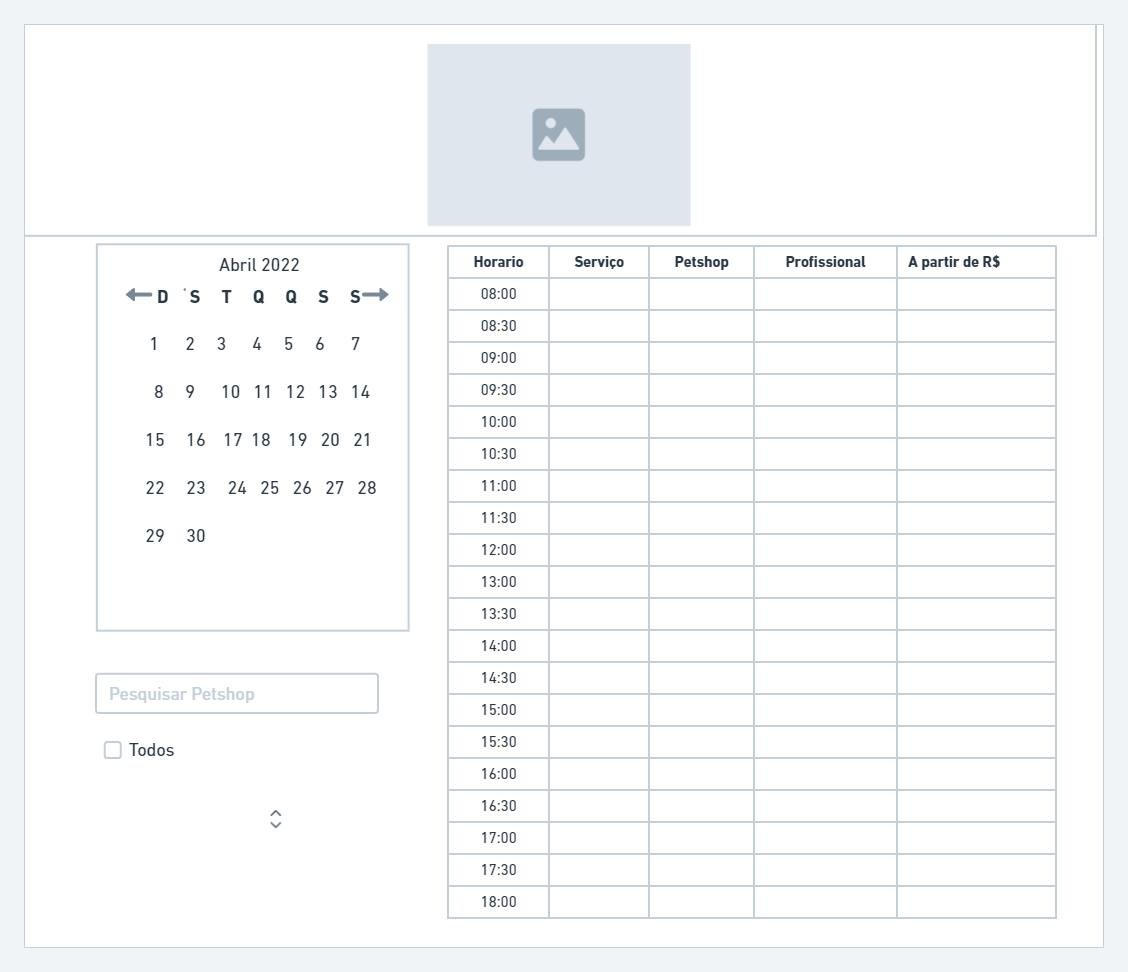 Abril 2022
D S T Q Q S S
1 2 3 4 5 6 7
8 9 10 11 12 13 14
15 16 17 18 19 20 21
22 23 24 25 26 27 28
29 30
Pesquisar Petshop
Todos
Horario Serviço Petshop Profissional A partir de R$
08:00
08:30
09:00
09:30
10:00
10:30
11:00
11:30
12:00
13:00
13:30
14:00
14:30
15:00
15:30
16:00
16:30
17:00
17:30
18:00